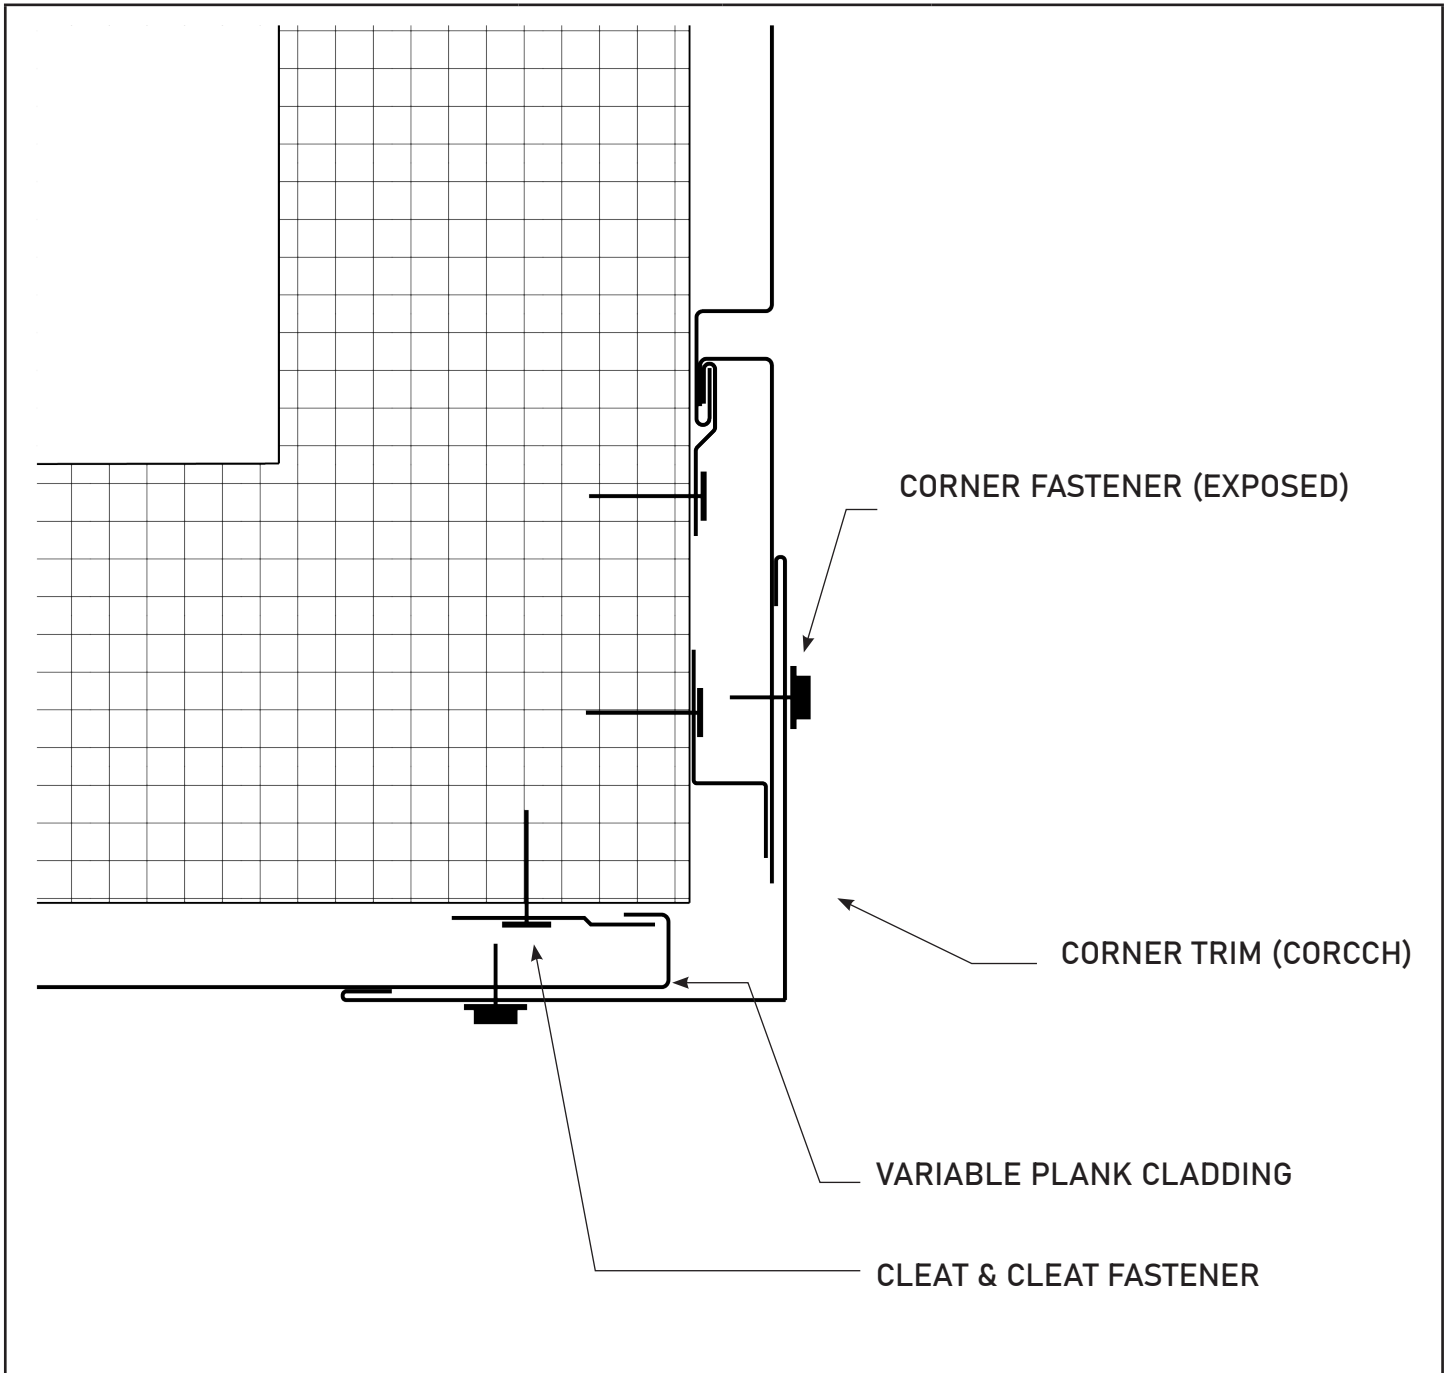 CORNER FASTENER (EXPOSED)
CORNER TRIM (CORCCH)
VARIABLE PLANK CLADDING
CLEAT & CLEAT FASTENER